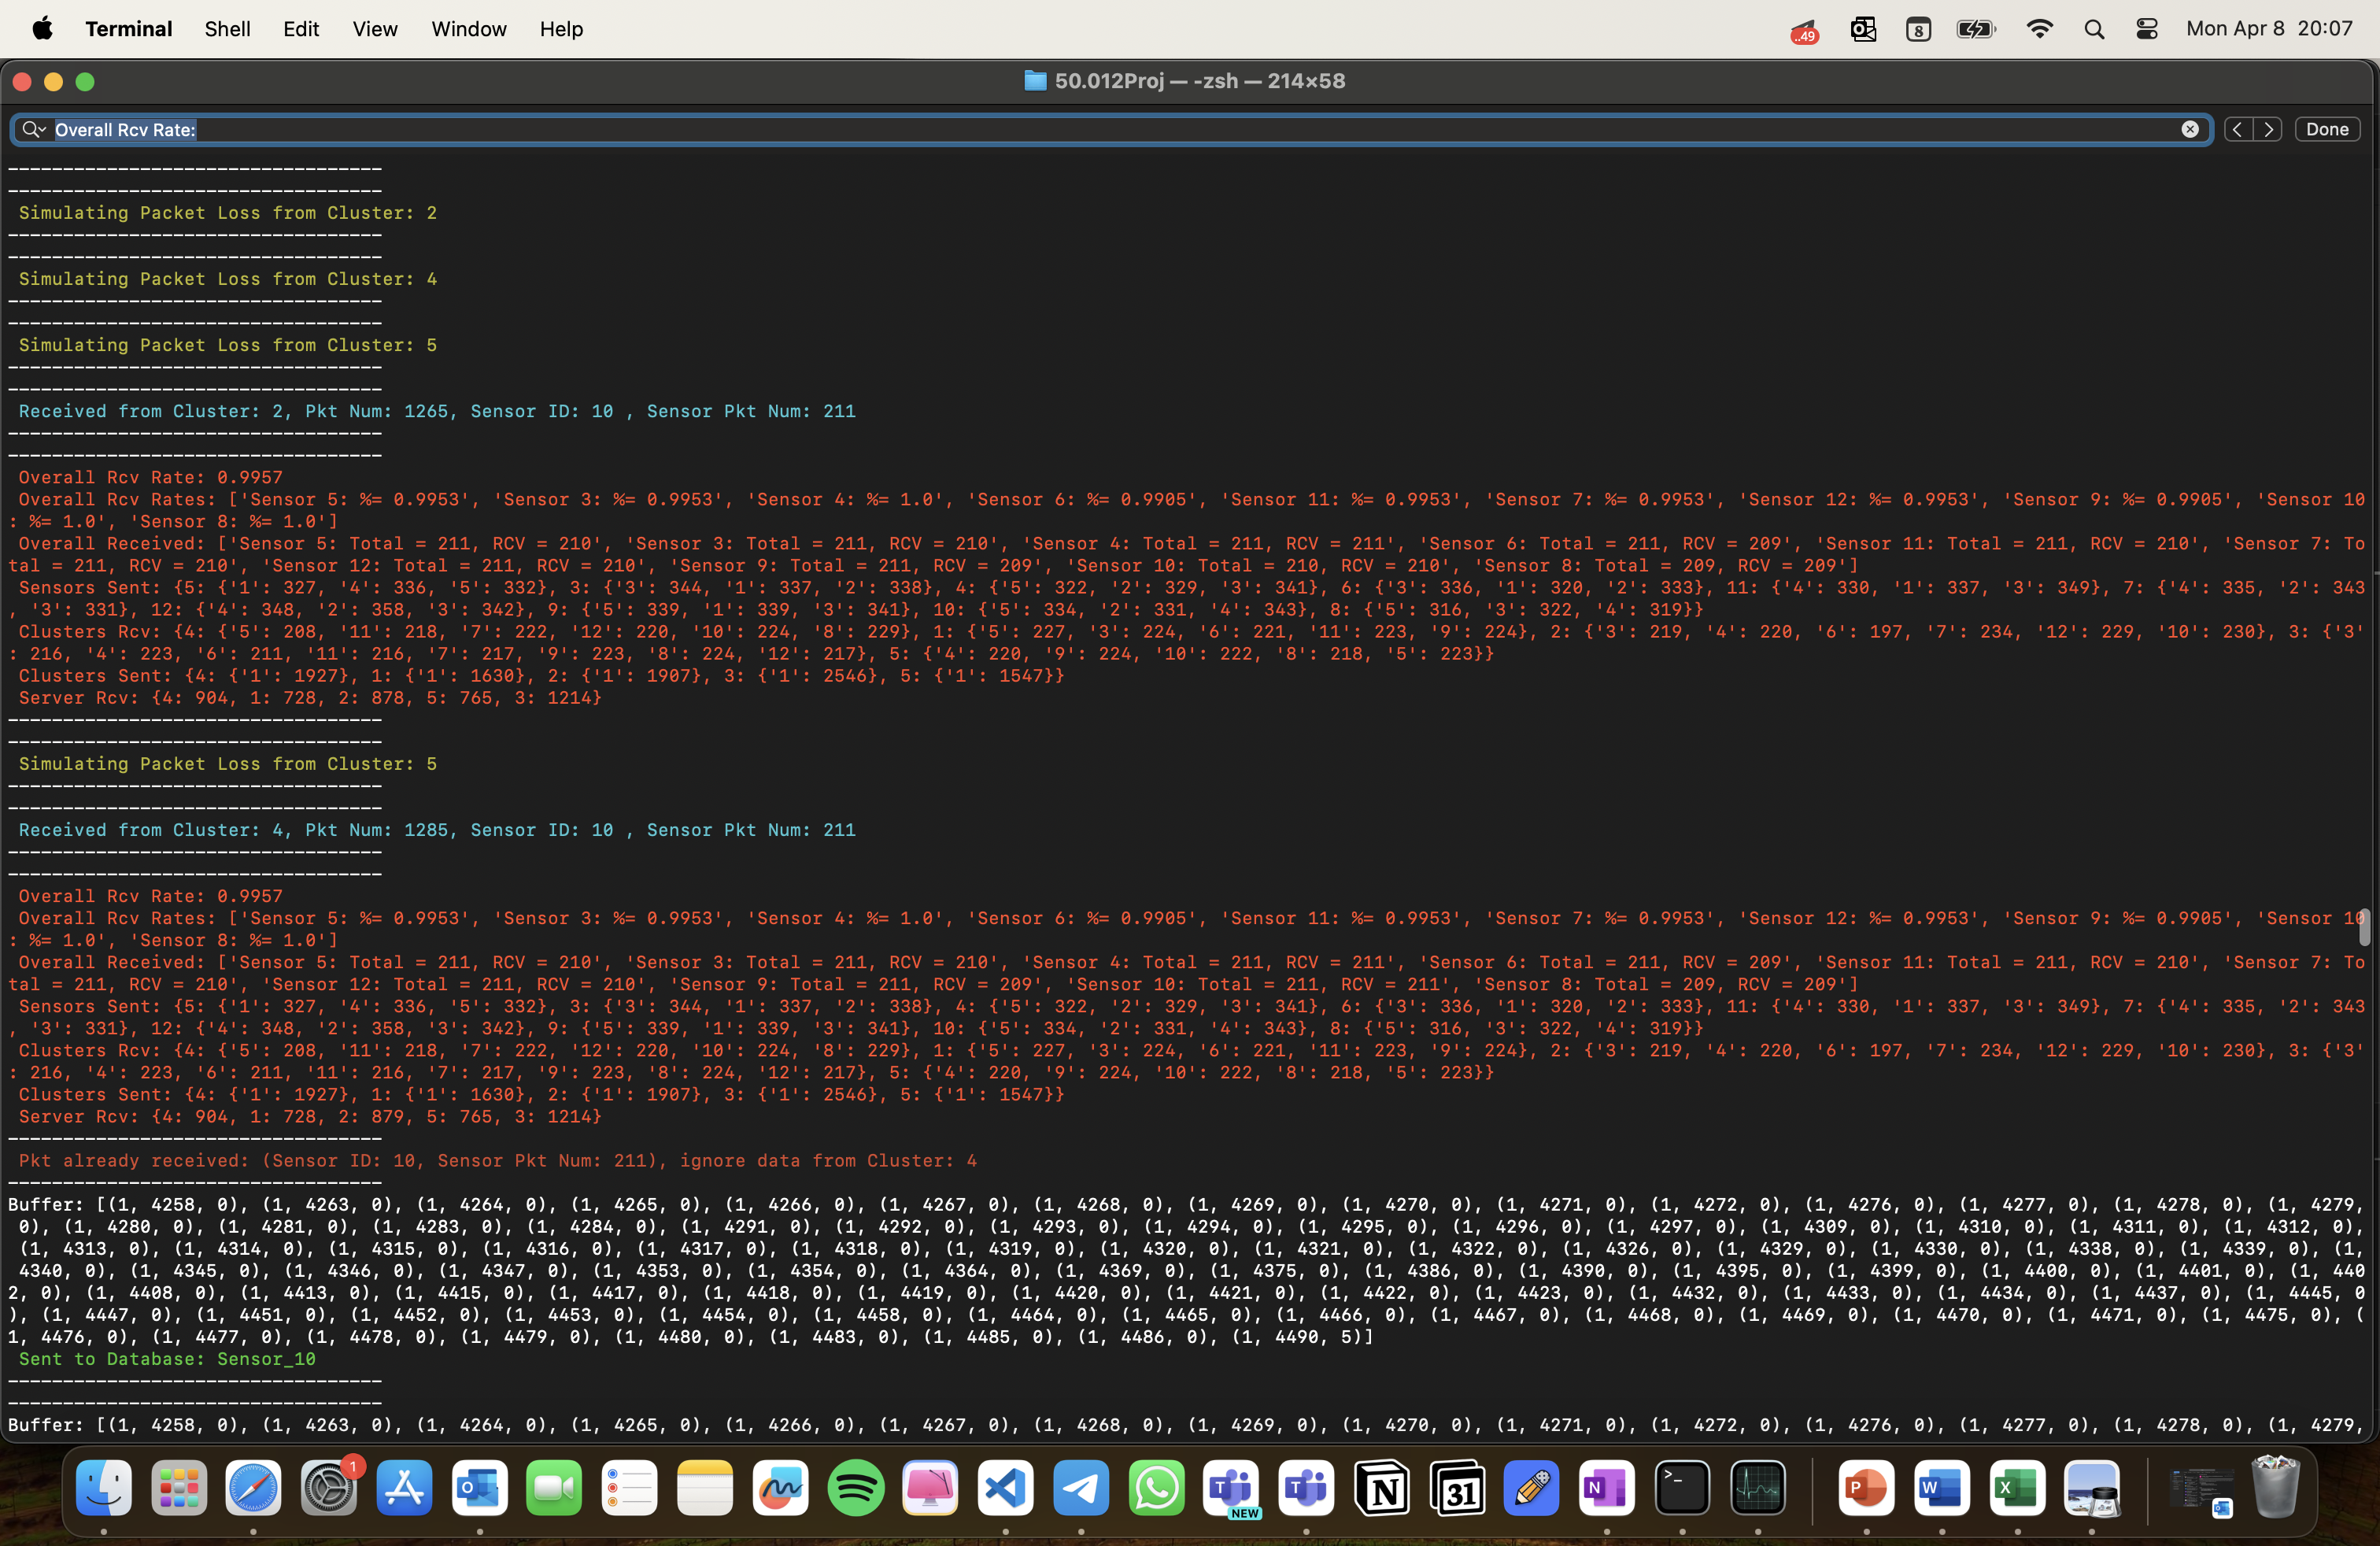 Terminal Shell Edit View Window Help ..49 8 Mon Apr 8 20:07
50.012Proj — -zsh — 214×58
Overall Rcv Rate: Done
----------------------------------
----------------------------------
Simulating Packet Loss from Cluster: 2
----------------------------------
----------------------------------
Simulating Packet Loss from Cluster: 4
----------------------------------
----------------------------------
Simulating Packet Loss from Cluster: 5
----------------------------------
----------------------------------
Received from Cluster: 2, Pkt Num: 1265, Sensor ID: 10 , Sensor Pkt Num: 211
----------------------------------
----------------------------------
Overall Rcv Rate: 0.9957
Overall Rcv Rates: ['Sensor 5: %= 0.9953', 'Sensor 3: %= 0.9953', 'Sensor 4: %= 1.0', 'Sensor 6: %= 0.9905', 'Sensor 11: %= 0.9953', 'Sensor 7: %= 0.9953', 'Sensor 12: %= 0.9953', 'Sensor 9: %= 0.9905', 'Sensor 10
: %= 1.0', 'Sensor 8: %= 1.0']
Overall Received: ['Sensor 5: Total = 211, RCV = 210', 'Sensor 3: Total = 211, RCV = 210', 'Sensor 4: Total = 211, RCV = 211', 'Sensor 6: Total = 211, RCV = 209', 'Sensor 11: Total = 211, RCV = 210', 'Sensor 7: To
tal = 211, RCV = 210', 'Sensor 12: Total = 211, RCV = 210', 'Sensor 9: Total = 211, RCV = 209', 'Sensor 10: Total = 210, RCV = 210', 'Sensor 8: Total = 209, RCV = 209']
Sensors Sent: {5: {'1': 327, '4': 336, '5': 332}, 3: {'3': 344, '1': 337, '2': 338}, 4: {'5': 322, '2': 329, '3': 341}, 6: {'3': 336, '1': 320, '2': 333}, 11: {'4': 330, '1': 337, '3': 349}, 7: {'4': 335, '2': 343
, '3': 331}, 12: {'4': 348, '2': 358, '3': 342}, 9: {'5': 339, '1': 339, '3': 341}, 10: {'5': 334, '2': 331, '4': 343}, 8: {'5': 316, '3': 322, '4': 319}}
Clusters Rcv: {4: {'5': 208, '11': 218, '7': 222, '12': 220, '10': 224, '8': 229}, 1: {'5': 227, '3': 224, '6': 221, '11': 223, '9': 224}, 2: {'3': 219, '4': 220, '6': 197, '7': 234, '12': 229, '10': 230}, 3: {'3'
: 216, '4': 223, '6': 211, '11': 216, '7': 217, '9': 223, '8': 224, '12': 217}, 5: {'4': 220, '9': 224, '10': 222, '8': 218, '5': 223}}
Clusters Sent: {4: {'1': 1927}, 1: {'1': 1630}, 2: {'1': 1907}, 3: {'1': 2546}, 5: {'1': 1547}}
Server Rcv: {4: 904, 1: 728, 2: 878, 5: 765, 3: 1214}
----------------------------------
----------------------------------
Simulating Packet Loss from Cluster: 5
----------------------------------
----------------------------------
Received from Cluster: 4, Pkt Num: 1285, Sensor ID: 10 , Sensor Pkt Num: 211
----------------------------------
----------------------------------
Overall Rcv Rate: 0.9957
Overall Rcv Rates: ['Sensor 5: %= 0.9953', 'Sensor 3: %= 0.9953', 'Sensor 4: %= 1.0', 'Sensor 6: %= 0.9905', 'Sensor 11: %= 0.9953', 'Sensor 7: %= 0.9953', 'Sensor 12: %= 0.9953', 'Sensor 9: %= 0.9905', 'Sensor 10
: %= 1.0', 'Sensor 8: %= 1.0']
Overall Received: ['Sensor 5: Total = 211, RCV = 210', 'Sensor 3: Total = 211, RCV = 210', 'Sensor 4: Total = 211, RCV = 211', 'Sensor 6: Total = 211, RCV = 209', 'Sensor 11: Total = 211, RCV = 210', 'Sensor 7: To
tal = 211, RCV = 210', 'Sensor 12: Total = 211, RCV = 210', 'Sensor 9: Total = 211, RCV = 209', 'Sensor 10: Total = 211, RCV = 211', 'Sensor 8: Total = 209, RCV = 209']
Sensors Sent: {5: {'1': 327, '4': 336, '5': 332}, 3: {'3': 344, '1': 337, '2': 338}, 4: {'5': 322, '2': 329, '3': 341}, 6: {'3': 336, '1': 320, '2': 333}, 11: {'4': 330, '1': 337, '3': 349}, 7: {'4': 335, '2': 343
, '3': 331}, 12: {'4': 348, '2': 358, '3': 342}, 9: {'5': 339, '1': 339, '3': 341}, 10: {'5': 334, '2': 331, '4': 343}, 8: {'5': 316, '3': 322, '4': 319}}
Clusters Rcv: {4: {'5': 208, '11': 218, '7': 222, '12': 220, '10': 224, '8': 229}, 1: {'5': 227, '3': 224, '6': 221, '11': 223, '9': 224}, 2: {'3': 219, '4': 220, '6': 197, '7': 234, '12': 229, '10': 230}, 3: {'3'
: 216, '4': 223, '6': 211, '11': 216, '7': 217, '9': 223, '8': 224, '12': 217}, 5: {'4': 220, '9': 224, '10': 222, '8': 218, '5': 223}}
Clusters Sent: {4: {'1': 1927}, 1: {'1': 1630}, 2: {'1': 1907}, 3: {'1': 2546}, 5: {'1': 1547}}
Server Rcv: {4: 904, 1: 728, 2: 879, 5: 765, 3: 1214}
----------------------------------
Pkt already received: (Sensor ID: 10, Sensor Pkt Num: 211), ignore data from Cluster: 4
----------------------------------
Buffer: [(1, 4258, 0), (1, 4263, 0), (1, 4264, 0), (1, 4265, 0), (1, 4266, 0), (1, 4267, 0), (1, 4268, 0), (1, 4269, 0), (1, 4270, 0), (1, 4271, 0), (1, 4272, 0), (1, 4276, 0), (1, 4277, 0), (1, 4278, 0), (1, 4279,
0), (1, 4280, 0), (1, 4281, 0), (1, 4283, 0), (1, 4284, 0), (1, 4291, 0), (1, 4292, 0), (1, 4293, 0), (1, 4294, 0), (1, 4295, 0), (1, 4296, 0), (1, 4297, 0), (1, 4309, 0), (1, 4310, 0), (1, 4311, 0), (1, 4312, 0),
(1, 4313, 0), (1, 4314, 0), (1, 4315, 0), (1, 4316, 0), (1, 4317, 0), (1, 4318, 0), (1, 4319, 0), (1, 4320, 0), (1, 4321, 0), (1, 4322, 0), (1, 4326, 0), (1, 4329, 0), (1, 4330, 0), (1, 4338, 0), (1, 4339, 0), (1,
4340, 0), (1, 4345, 0), (1, 4346, 0), (1, 4347, 0), (1, 4353, 0), (1, 4354, 0), (1, 4364, 0), (1, 4369, 0), (1, 4375, 0), (1, 4386, 0), (1, 4390, 0), (1, 4395, 0), (1, 4399, 0), (1, 4400, 0), (1, 4401, 0), (1, 440
2, 0), (1, 4408, 0), (1, 4413, 0), (1, 4415, 0), (1, 4417, 0), (1, 4418, 0), (1, 4419, 0), (1, 4420, 0), (1, 4421, 0), (1, 4422, 0), (1, 4423, 0), (1, 4432, 0), (1, 4433, 0), (1, 4434, 0), (1, 4437, 0), (1, 4445, 0
), (1, 4447, 0), (1, 4451, 0), (1, 4452, 0), (1, 4453, 0), (1, 4454, 0), (1, 4458, 0), (1, 4464, 0), (1, 4465, 0), (1, 4466, 0), (1, 4467, 0), (1, 4468, 0), (1, 4469, 0), (1, 4470, 0), (1, 4471, 0), (1, 4475, 0), (
1, 4476, 0), (1, 4477, 0), (1, 4478, 0), (1, 4479, 0), (1, 4480, 0), (1, 4483, 0), (1, 4485, 0), (1, 4486, 0), (1, 4490, 5)]
Sent to Database: Sensor_10
----------------------------------
----------------------------------
Buffer: [(1, 4258, 0), (1, 4263, 0), (1, 4264, 0), (1, 4265, 0), (1, 4266, 0), (1, 4267, 0), (1, 4268, 0), (1, 4269, 0), (1, 4270, 0), (1, 4271, 0), (1, 4272, 0), (1, 4276, 0), (1, 4277, 0), (1, 4278, 0), (1, 4279,
1 NEW 31